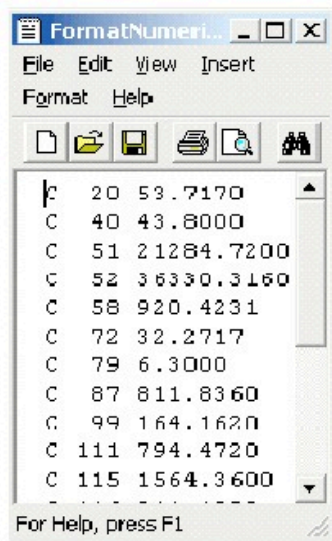 FormatNumeri...
File Edit View Insert
Format Help
C 20 53.7170
C 40 43.8000
C 51 21284.7200
C 52 36330.3160
C 58 920.4231
C 72 32.2717
C 79 6.3000
C 87 811.8360
C 99 164.1620
C 111 794.4720
C 115 1564.3600
For Help, press F1